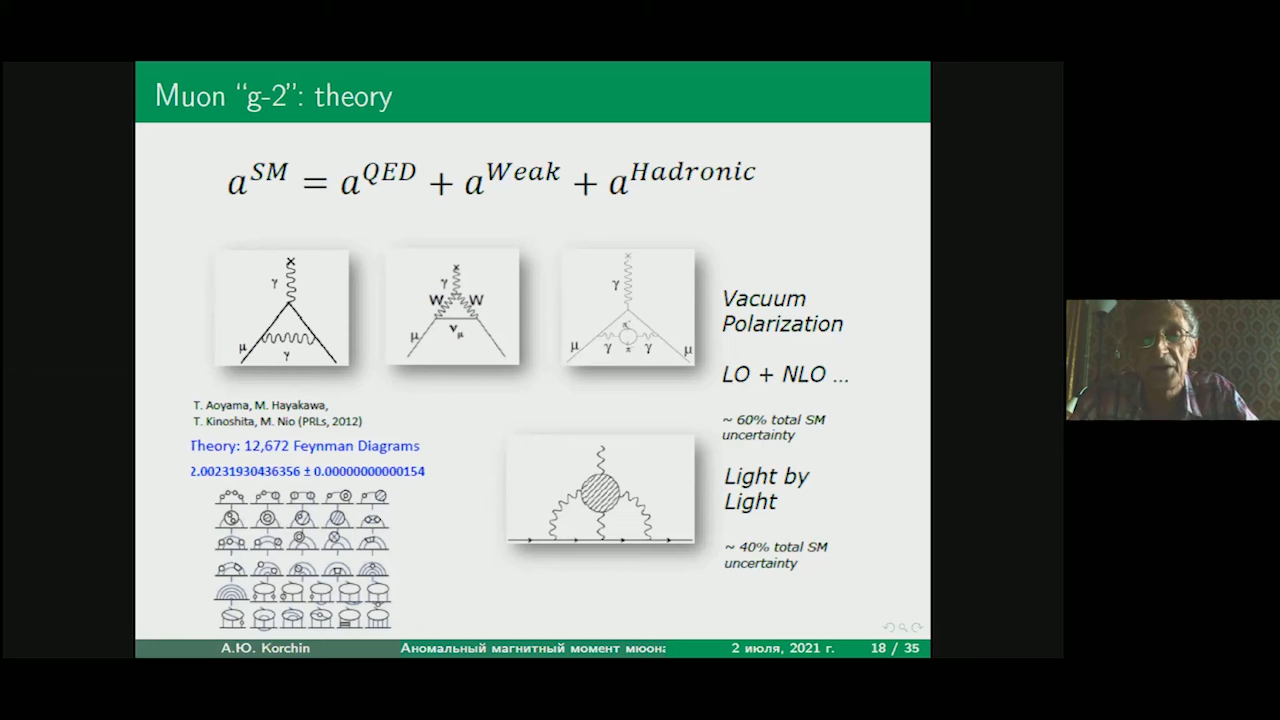 Muon “g-2”: theory
a^SM = a^QED + a^Weak + a^Hadronic
γ
μ
γ
γ
W W
μ
ν_μ
γ
π⁺
μ γ π⁻ γ μ
Vacuum
Polarization
LO + NLO ...
~ 60% total SM
uncertainty
T. Aoyama, M. Hayakawa,
T. Kinoshita, M. Nio (PRLs, 2012)
Theory: 12,672 Feynman Diagrams
2.00231930436356 ± 0.00000000000154
Light by
Light
~ 40% total SM
uncertainty
А.Ю. Korchin
Аномальный магнитный момент мюона
2 июля, 2021 г.
18 / 35